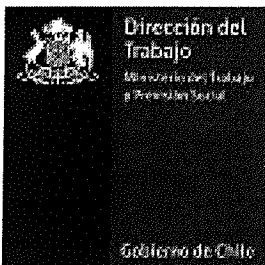 Dirección del
Trabajo
Ministerio del Trabajo
y Previsión Social
Gobierno de Chile